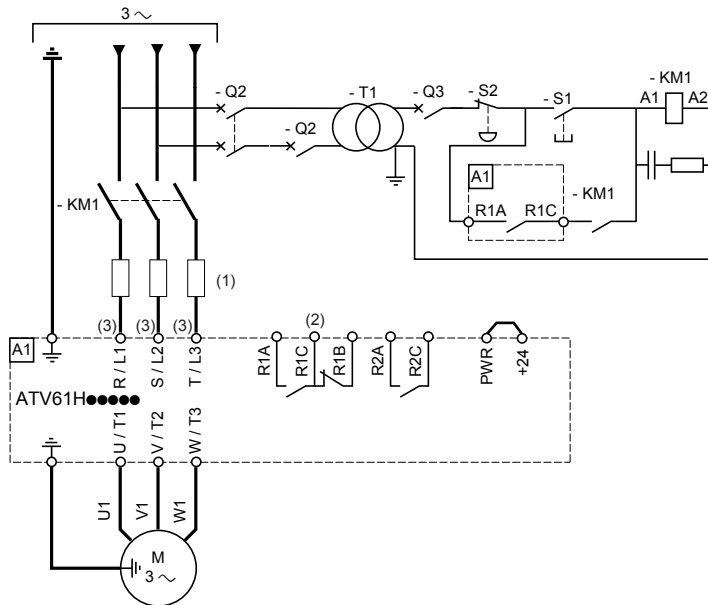 3 ~
- Q2
- T1
- Q3
- S2
- S1
- KM1
A1
A2
- Q2
A1
- KM1
R1A
R1C
- KM1
(1)
(3)
(3)
(3)
(2)
A1
R / L1
S / L2
T / L3
R1A
R1C
R1B
R2A
R2C
PWR
+24
ATV61H●●●●●
U / T1
V / T2
W / T3
U1
V1
W1
M
3 ~